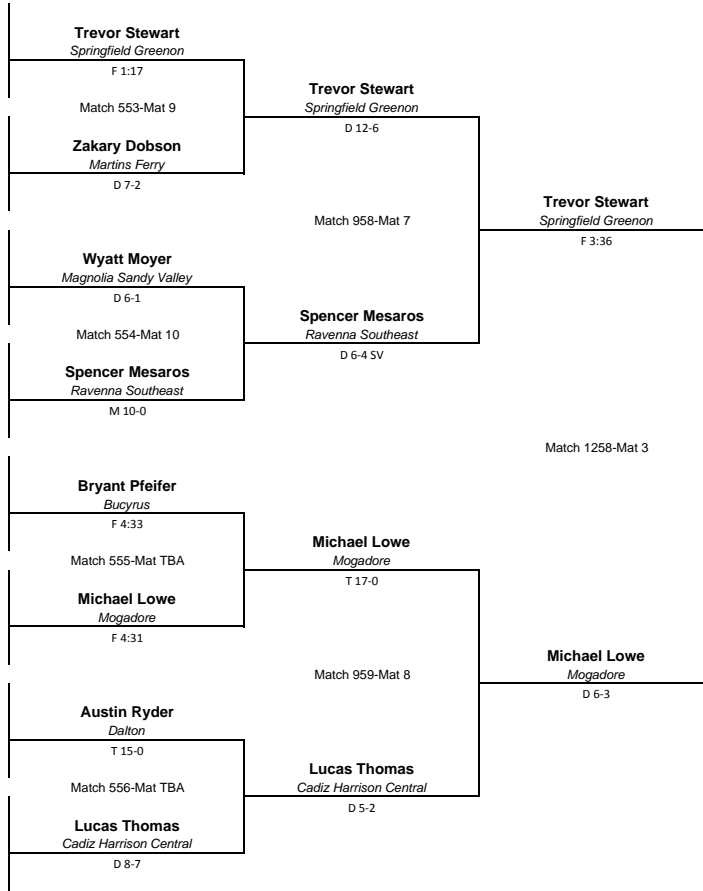 Trevor Stewart
Springfield Greenon
F 1:17
Match 553-Mat 9
Zakary Dobson
Martins Ferry
D 7-2
Wyatt Moyer
Magnolia Sandy Valley
D 6-1
Match 554-Mat 10
Spencer Mesaros
Ravenna Southeast
M 10-0
Bryant Pfeifer
Bucyrus
F 4:33
Match 555-Mat TBA
Michael Lowe
Mogadore
F 4:31
Austin Ryder
Dalton
T 15-0
Match 556-Mat TBA
Lucas Thomas
Cadiz Harrison Central
D 8-7
Trevor Stewart
Springfield Greenon
D 12-6
Match 958-Mat 7
Spencer Mesaros
Ravenna Southeast
D 6-4 SV
Michael Lowe
Mogadore
T 17-0
Match 959-Mat 8
Lucas Thomas
Cadiz Harrison Central
D 5-2
Trevor Stewart
Springfield Greenon
F 3:36
Match 1258-Mat 3
Michael Lowe
Mogadore
D 6-3